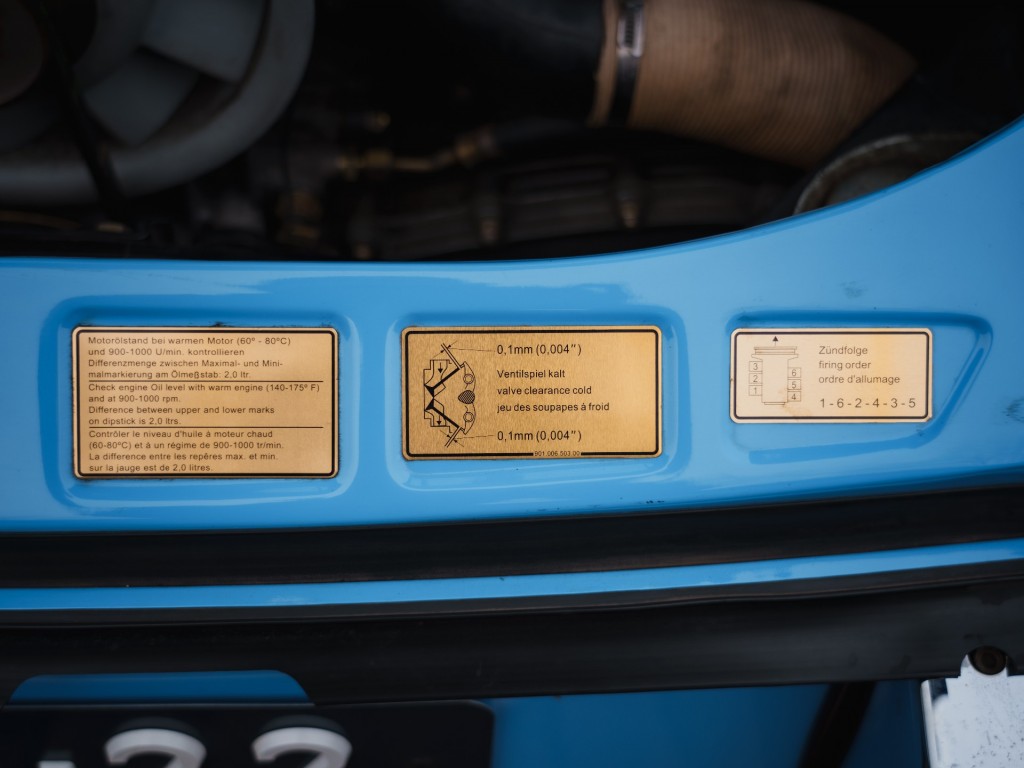 Motorölstand bei warmen Motor (60° - 80°C)
und 900-1000 U/min. kontrollieren
Differenzmenge zwischen Maximal- und Mini-
malmarkierung am Ölmeßstab: 2,0 ltr.
Check engine Oil level with warm engine (140-175° F)
and at 900-1000 rpm.
Difference between upper and lower marks
on dipstick is 2,0 ltrs.
Contrôler le niveau d'huile à moteur chaud
(60-80°C) et à un régime de 900-1000 tr/min.
La difference entre les repères max. et min.
sur la jauge est de 2,0 litres.
0,1mm (0,004")
Ventilspiel kalt
valve clearance cold
jeu des soupapes à froid
0,1mm (0,004")
901.006.503.00
Zündfolge
firing order
ordre d'allumage
1-6-2-4-3-5
3 6
2 5
1 4